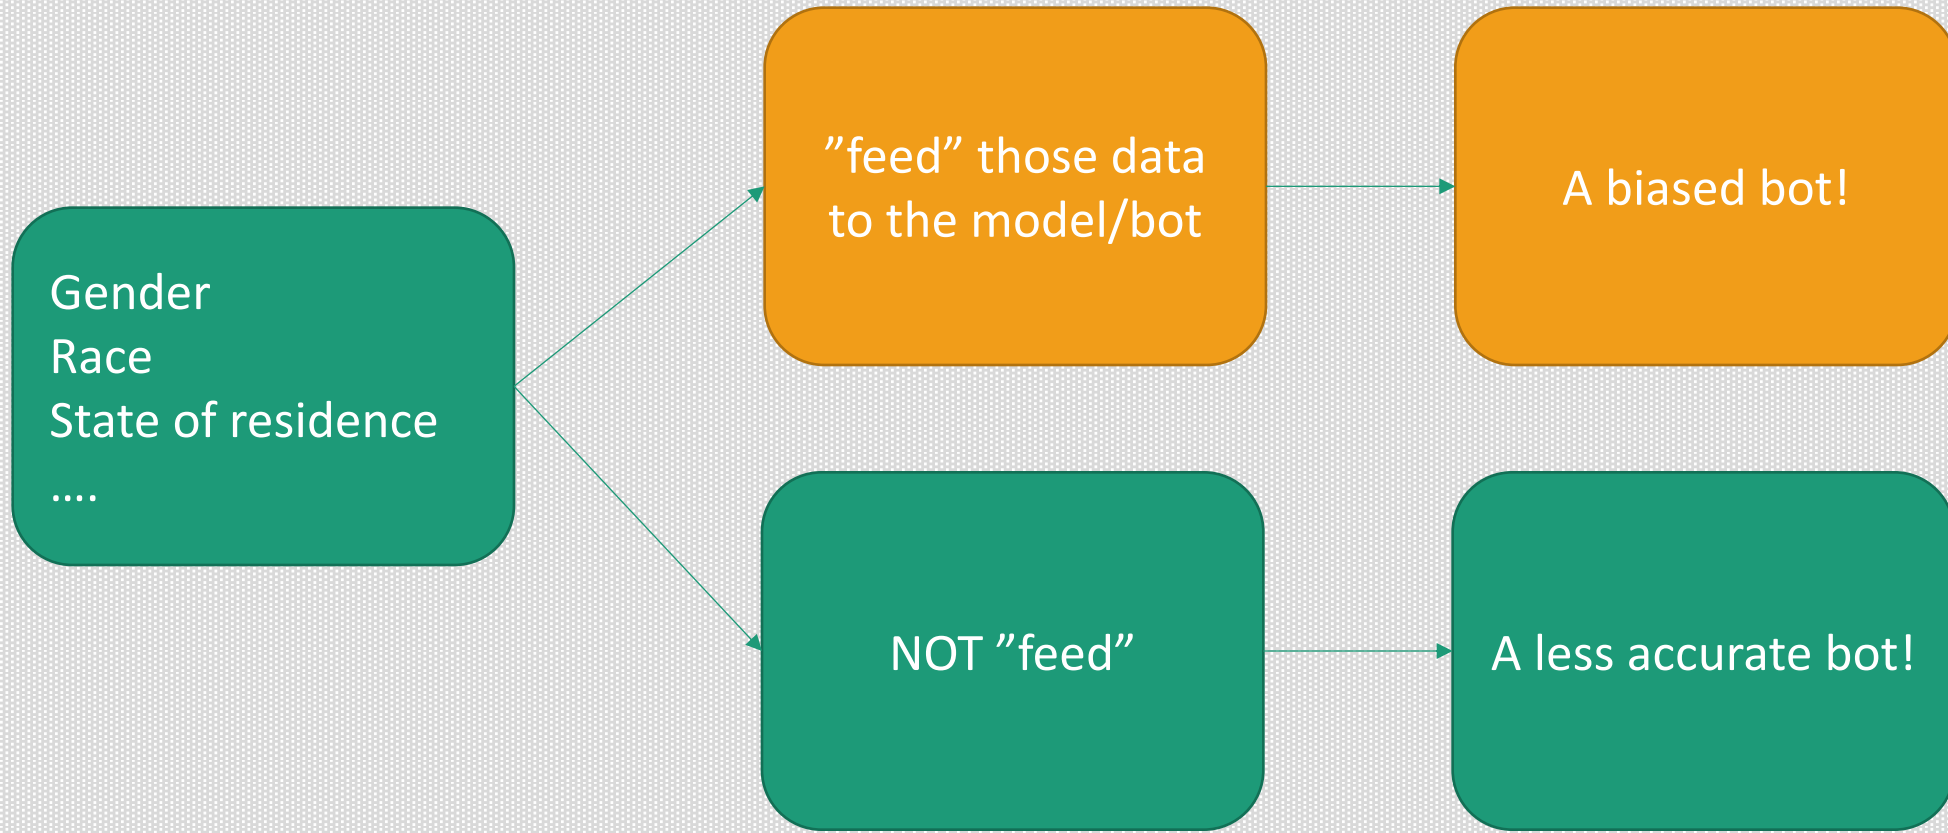 Gender
Race
State of residence
....
”feed” those data
to the model/bot
A biased bot!
NOT ”feed”
A less accurate bot!